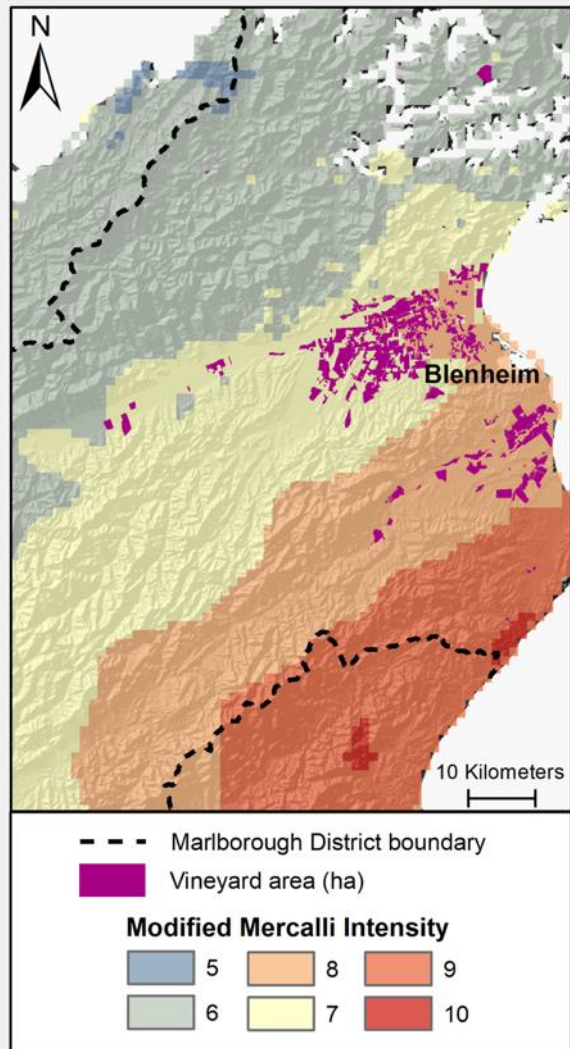 N
Blenheim
10 Kilometers
Marlborough District boundary
Vineyard area (ha)
Modified Mercalli Intensity
5 8 9
6 7 10